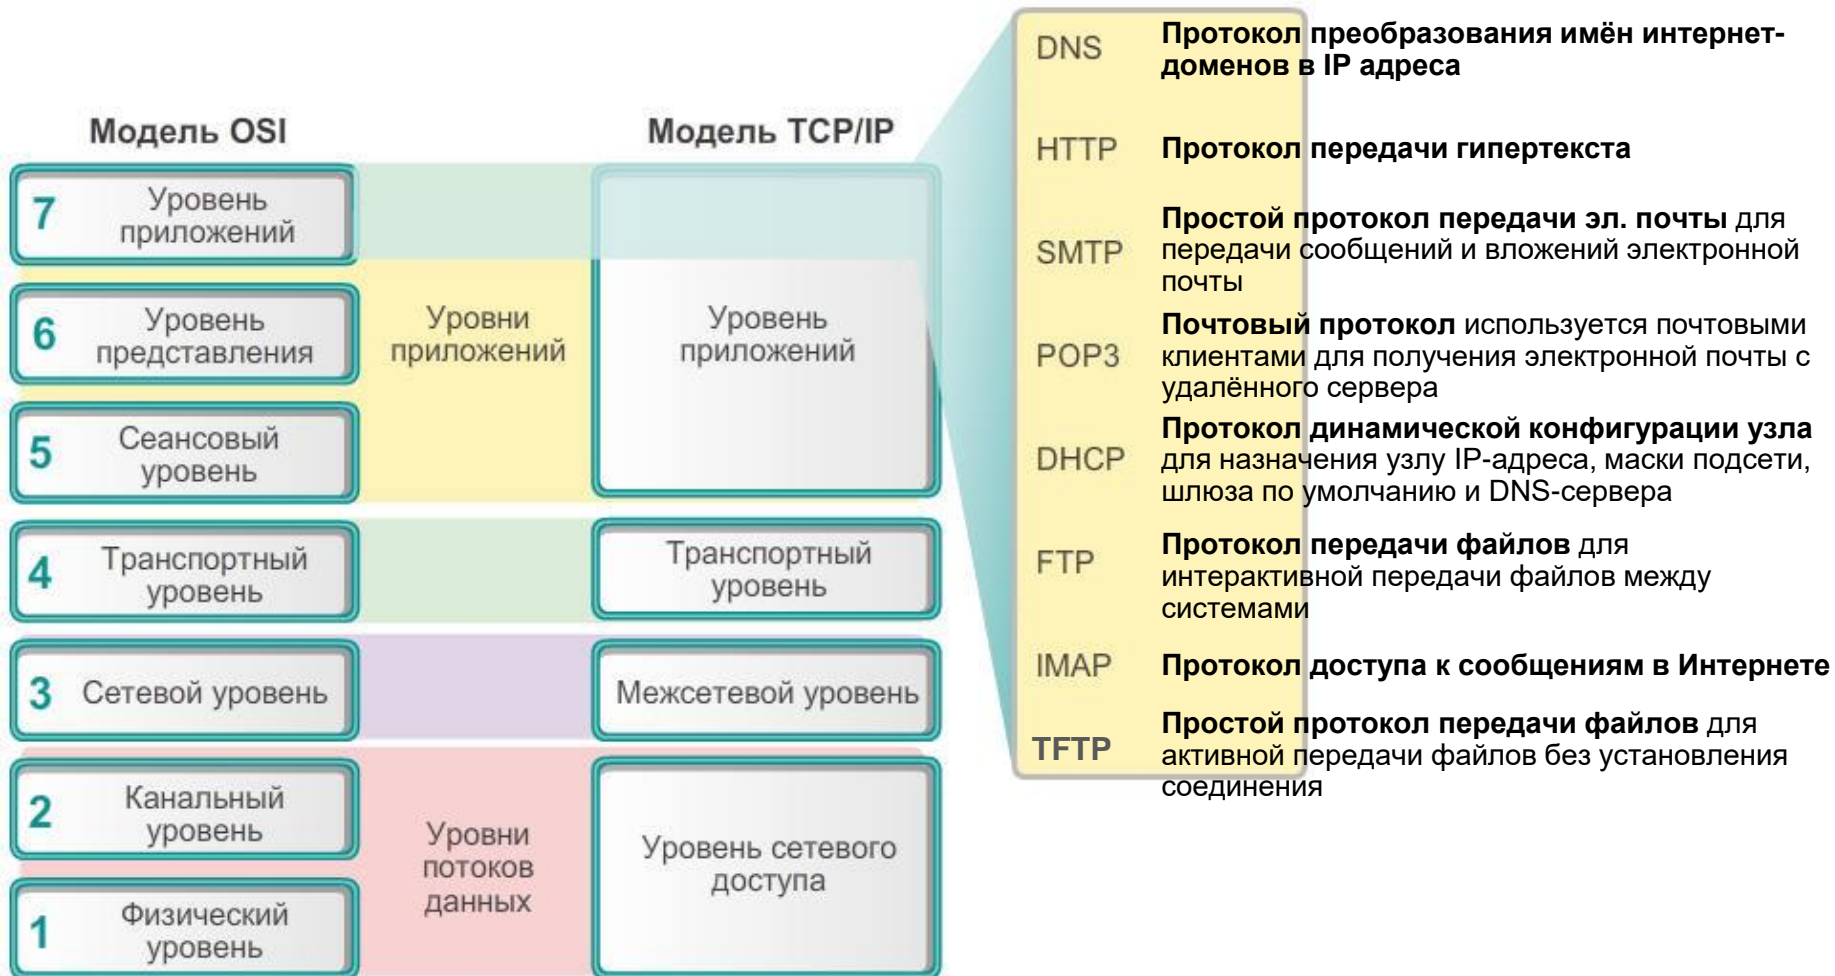 Модель OSI
7
Уровень
приложений
6
Уровень
представления
5
Сеансовый
уровень
4
Транспортный
уровень
3
Сетевой уровень
2
Канальный
уровень
1
Физический
уровень
Уровни
приложений
Уровни
потоков
данных
Модель TCP/IP
Уровень
приложений
Транспортный
уровень
Межсетевой уровень
Уровень сетевого
доступа
DNS
Протокол преобразования имён интернет-
доменов в IP адреса
HTTP
Протокол передачи гипертекста
SMTP
Простой протокол передачи эл. почты для
передачи сообщений и вложений электронной
почты
POP3
Почтовый протокол используется почтовыми
клиентами для получения электронной почты с
удалённого сервера
DHCP
Протокол динамической конфигурации узла
для назначения узлу IP-адреса, маски подсети,
шлюза по умолчанию и DNS-сервера
FTP
Протокол передачи файлов для
интерактивной передачи файлов между
системами
IMAP
Протокол доступа к сообщениям в Интернете
TFTP
Простой протокол передачи файлов для
активной передачи файлов без установления
соединения